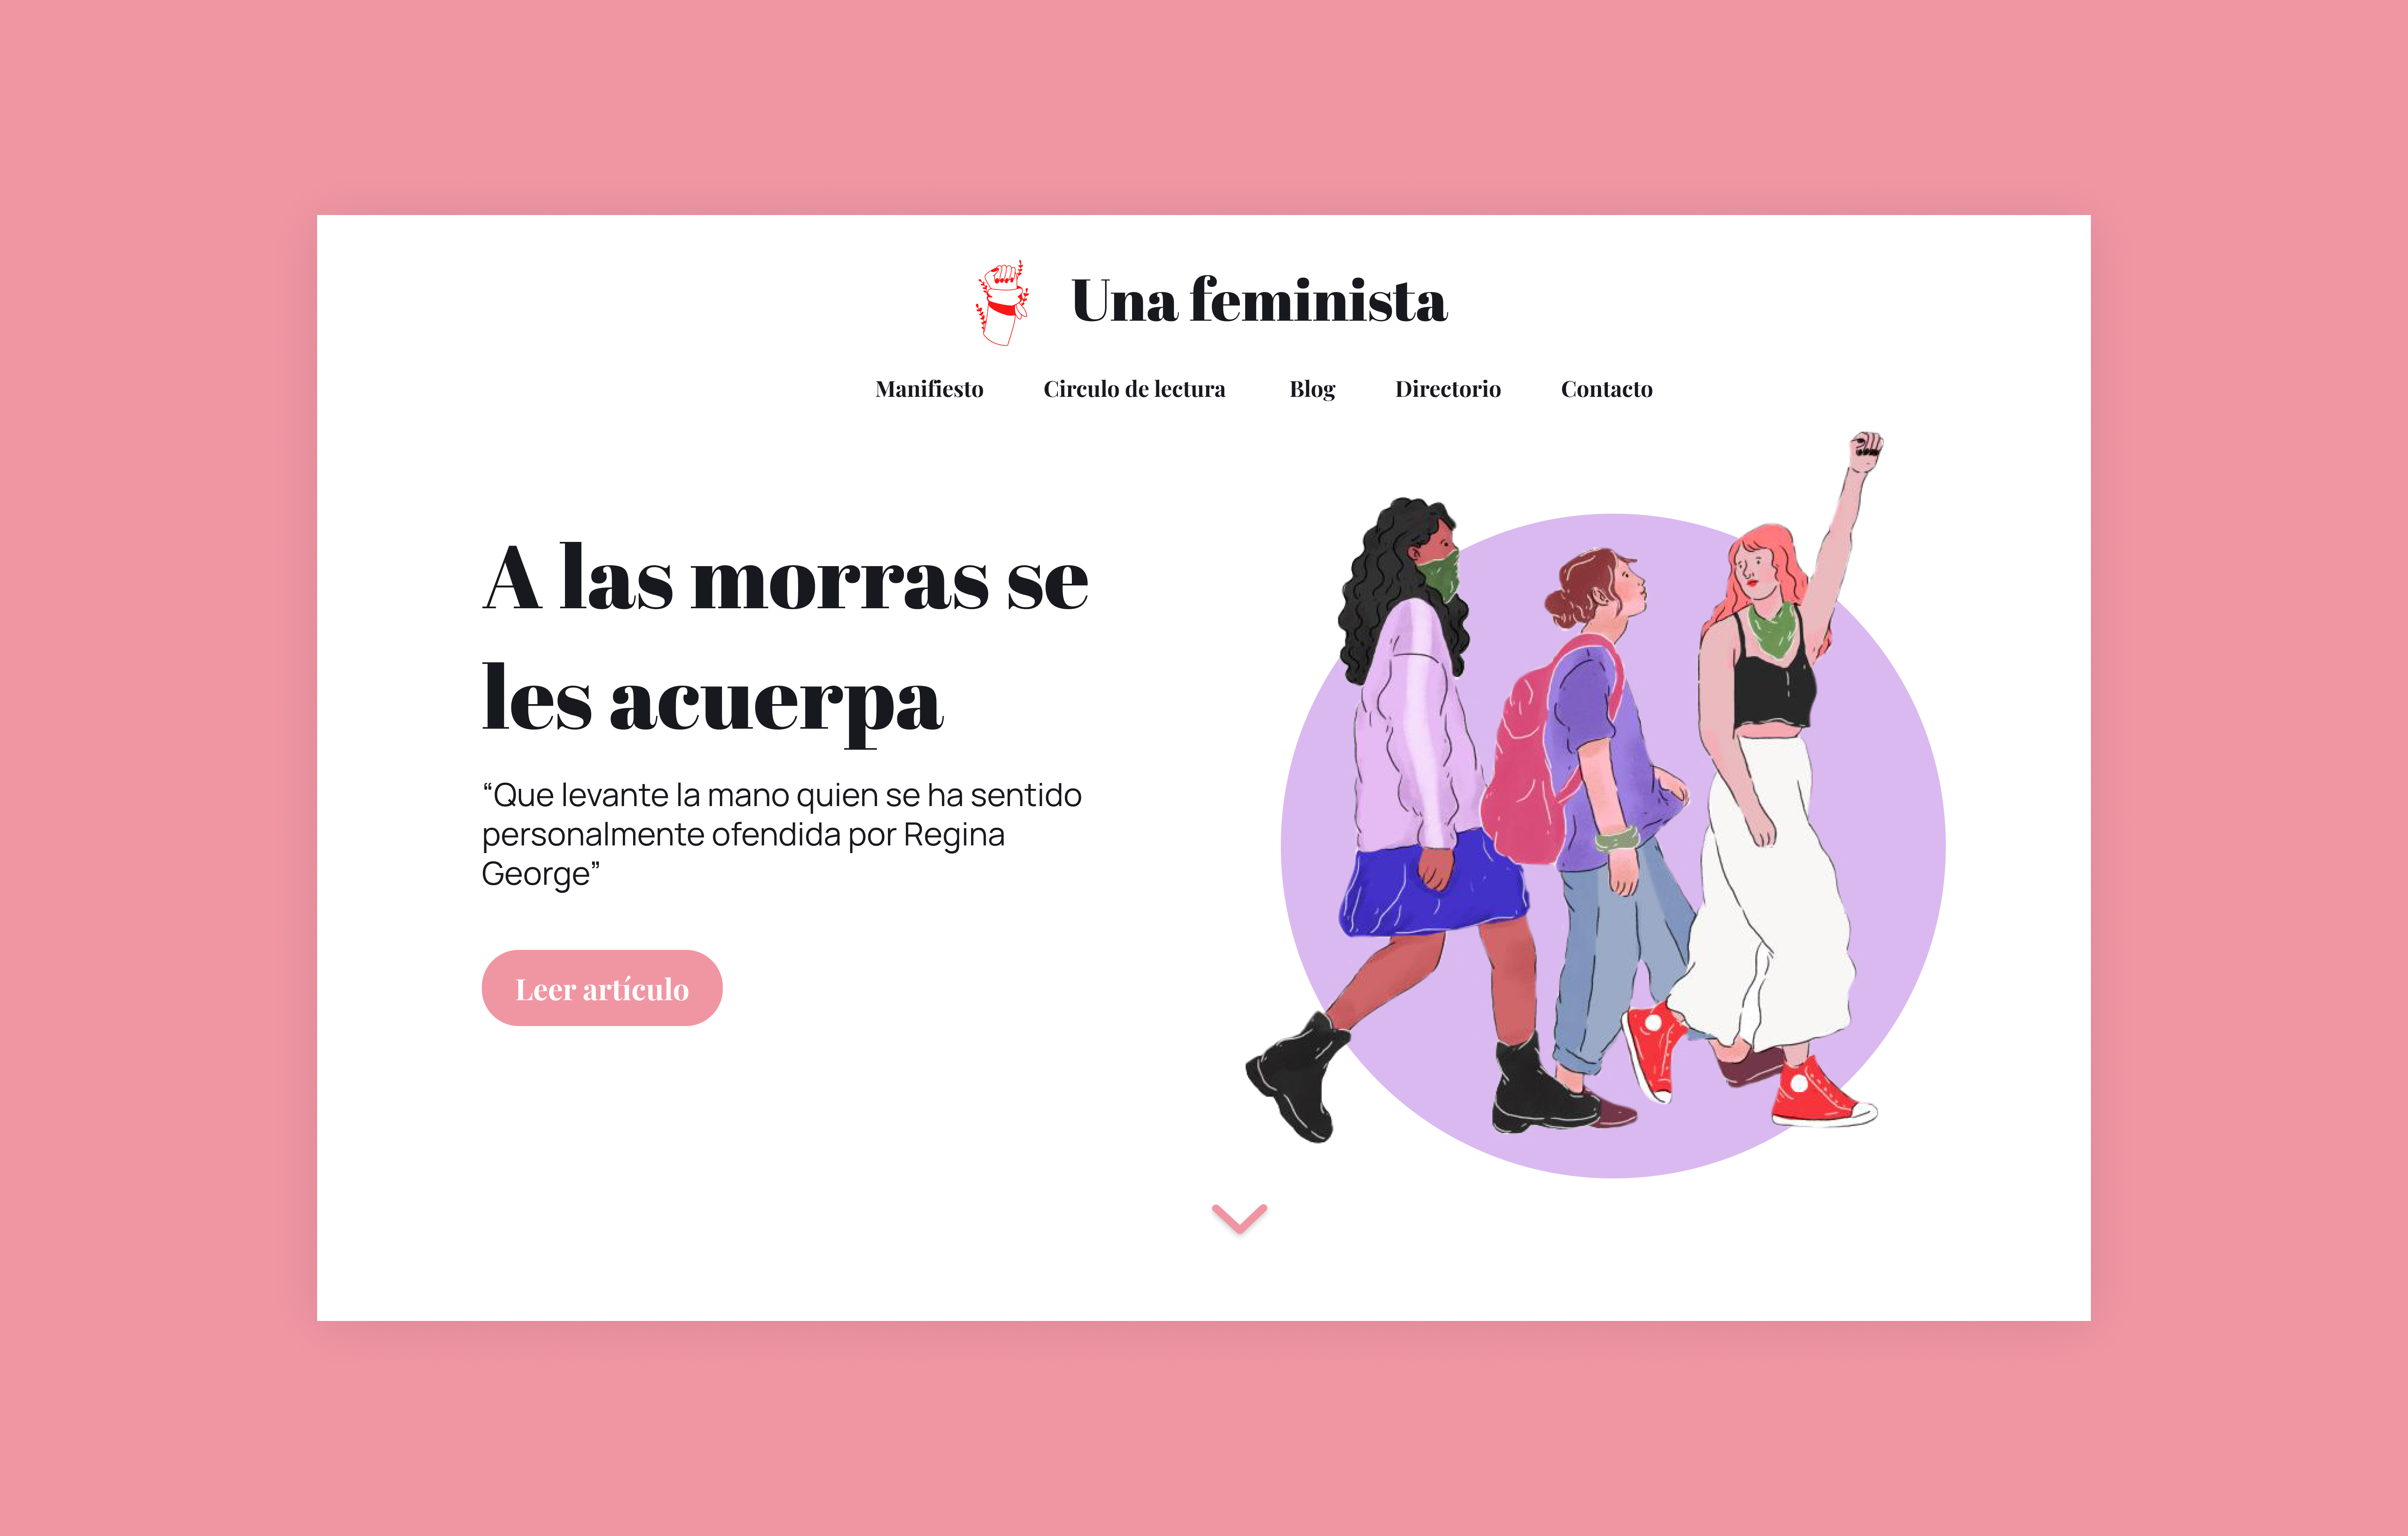 Una feminista
Manifiesto Circulo de lectura Blog Directorio Contacto
A las morras se
les acuerpa
“Que levante la mano quien se ha sentido
personalmente ofendida por Regina
George”
Leer artículo